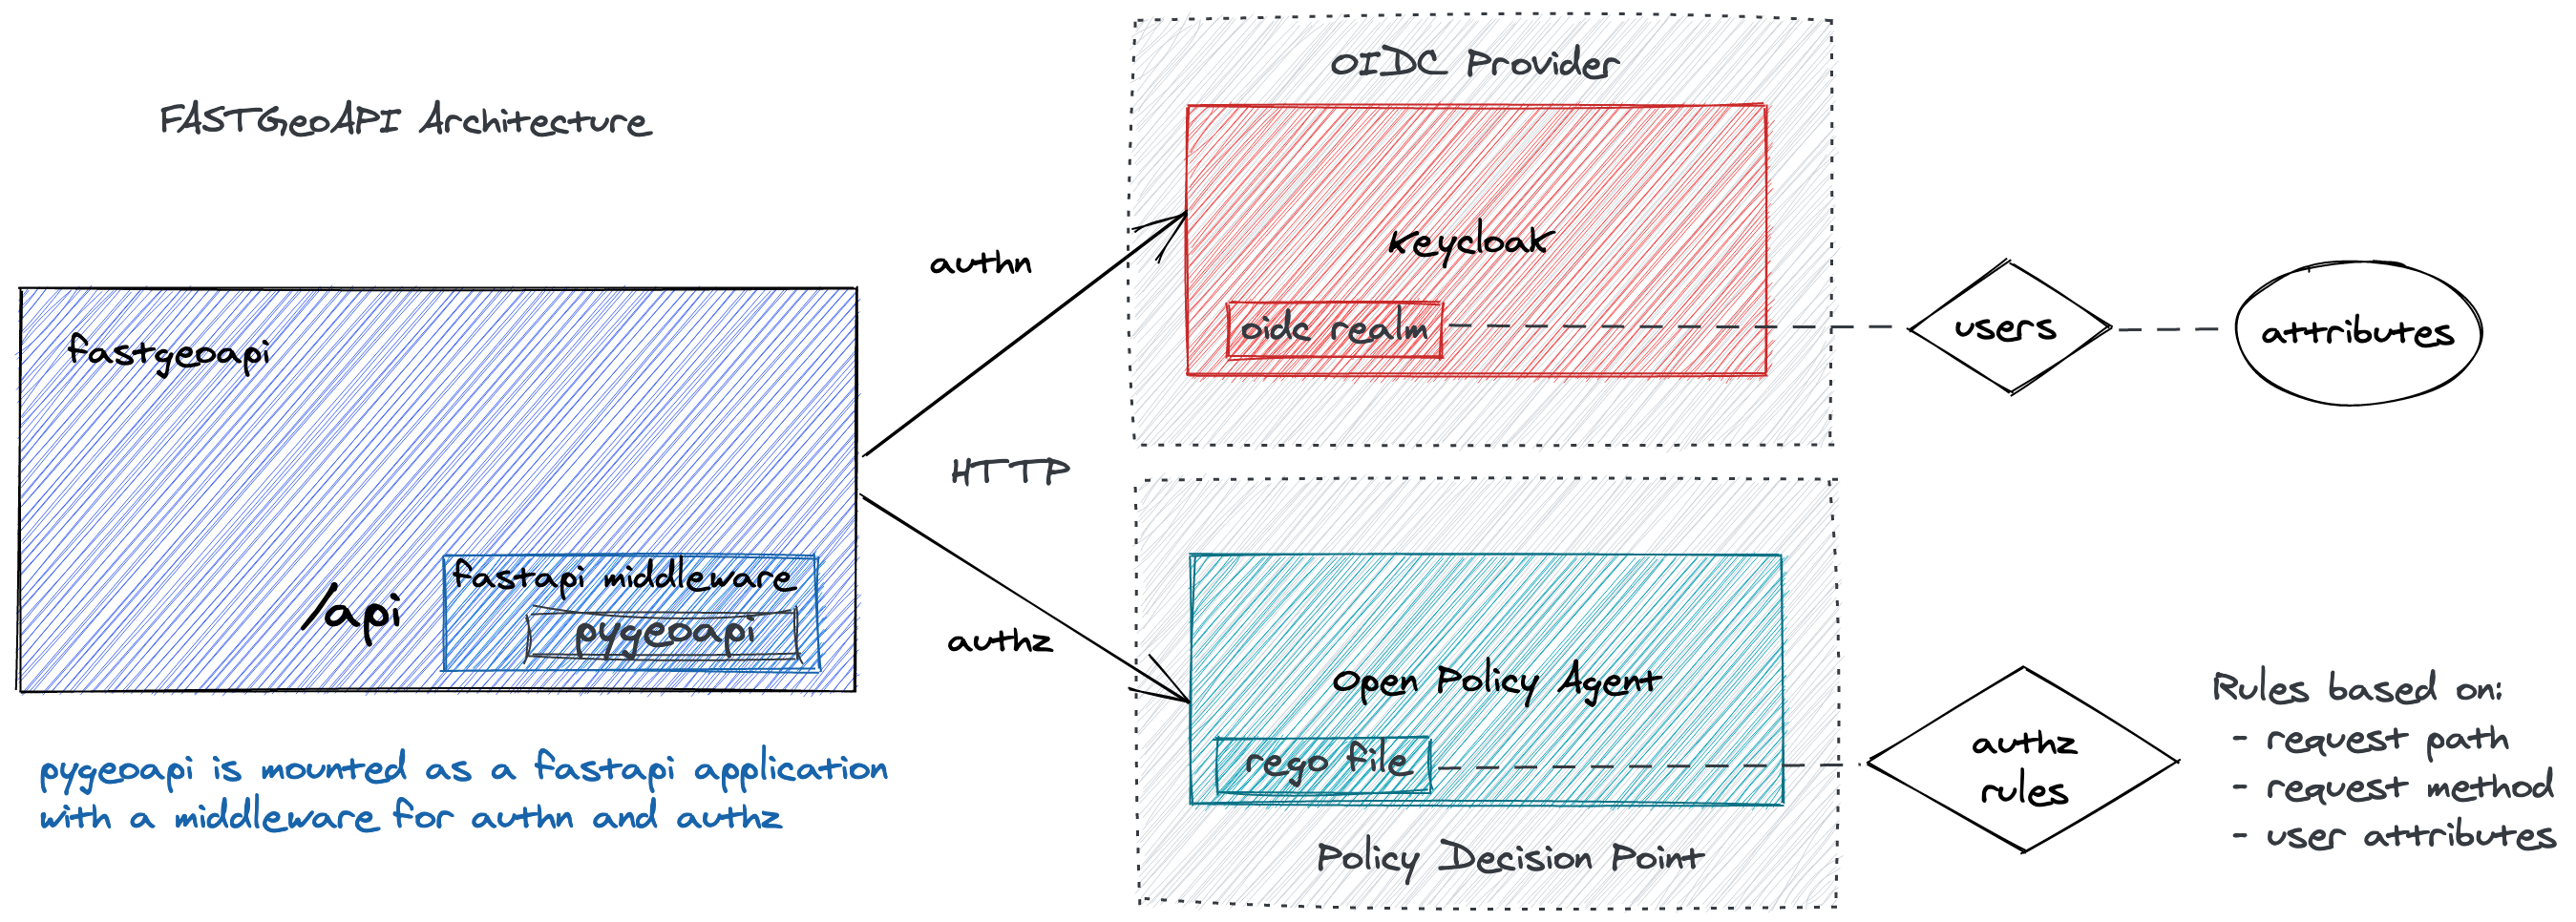 FASTGeoAPI Architecture
fastgeoapi
/api
fastapi middleware
pygeoapi
pygeoapi is mounted as a fastapi application
with a middleware for authn and authz
authn
HTTP
authz
OIDC Provider
Keycloak
oidc realm
users
attributes
Open Policy Agent
rego file
Policy Decision Point
authz
rules
Rules based on:
- request path
- request method
- user attributes